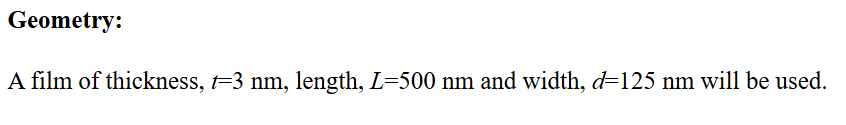 Geometry:
A film of thickness, t=3 nm, length, L=500 nm and width, d=125 nm will be used.